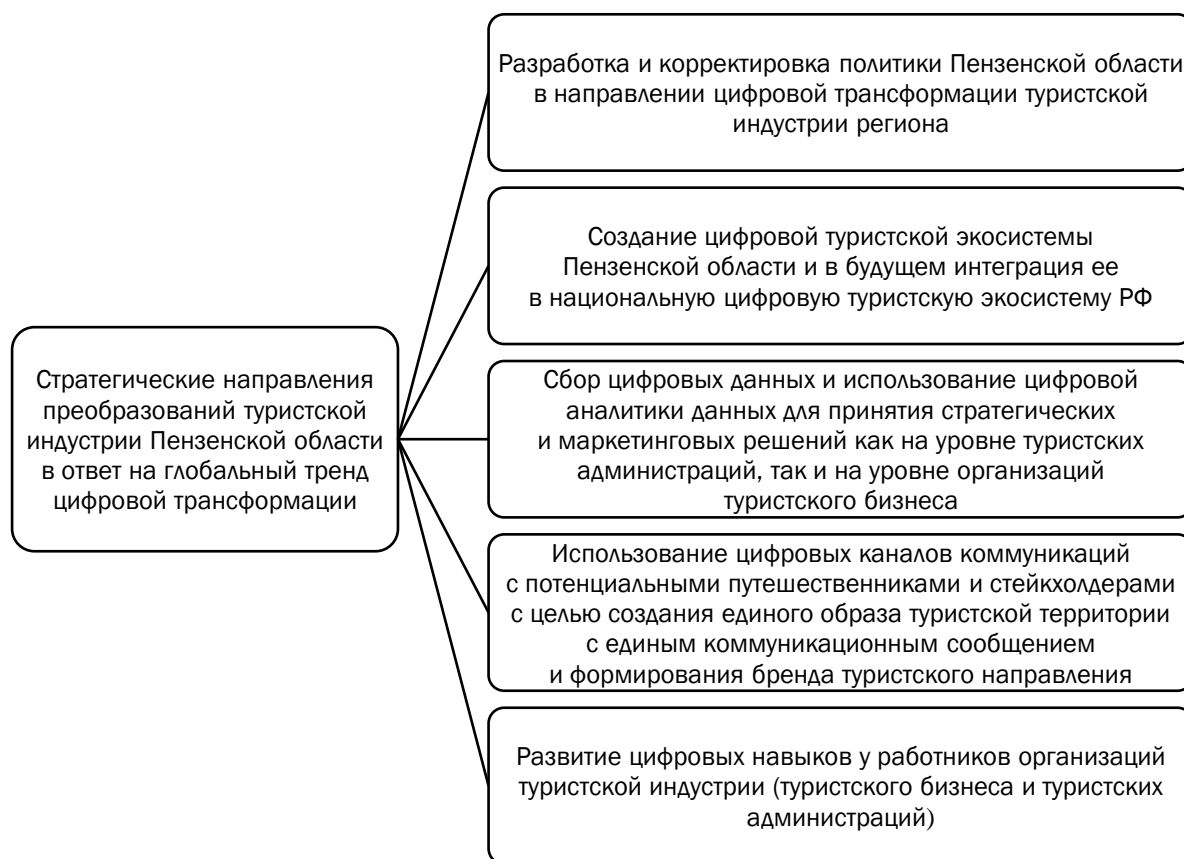 Стратегические направления
преобразований туристской
индустрии Пензенской области
в ответ на глобальный тренд
цифровой трансформации
Разработка и корректировка политики Пензенской области
в направлении цифровой трансформации туристской
индустрии региона
Создание цифровой туристской экосистемы
Пензенской области и в будущем интеграция ее
в национальную цифровую туристскую экосистему РФ
Сбор цифровых данных и использование цифровой
аналитики данных для принятия стратегических
и маркетинговых решений как на уровне туристских
администраций, так и на уровне организаций
туристского бизнеса
Использование цифровых каналов коммуникаций
с потенциальными путешественниками и стейкхолдерами
с целью создания единого образа туристской территории
с единым коммуникационным сообщением
и формирования бренда туристского направления
Развитие цифровых навыков у работников организаций
туристской индустрии (туристского бизнеса и туристских
администраций)